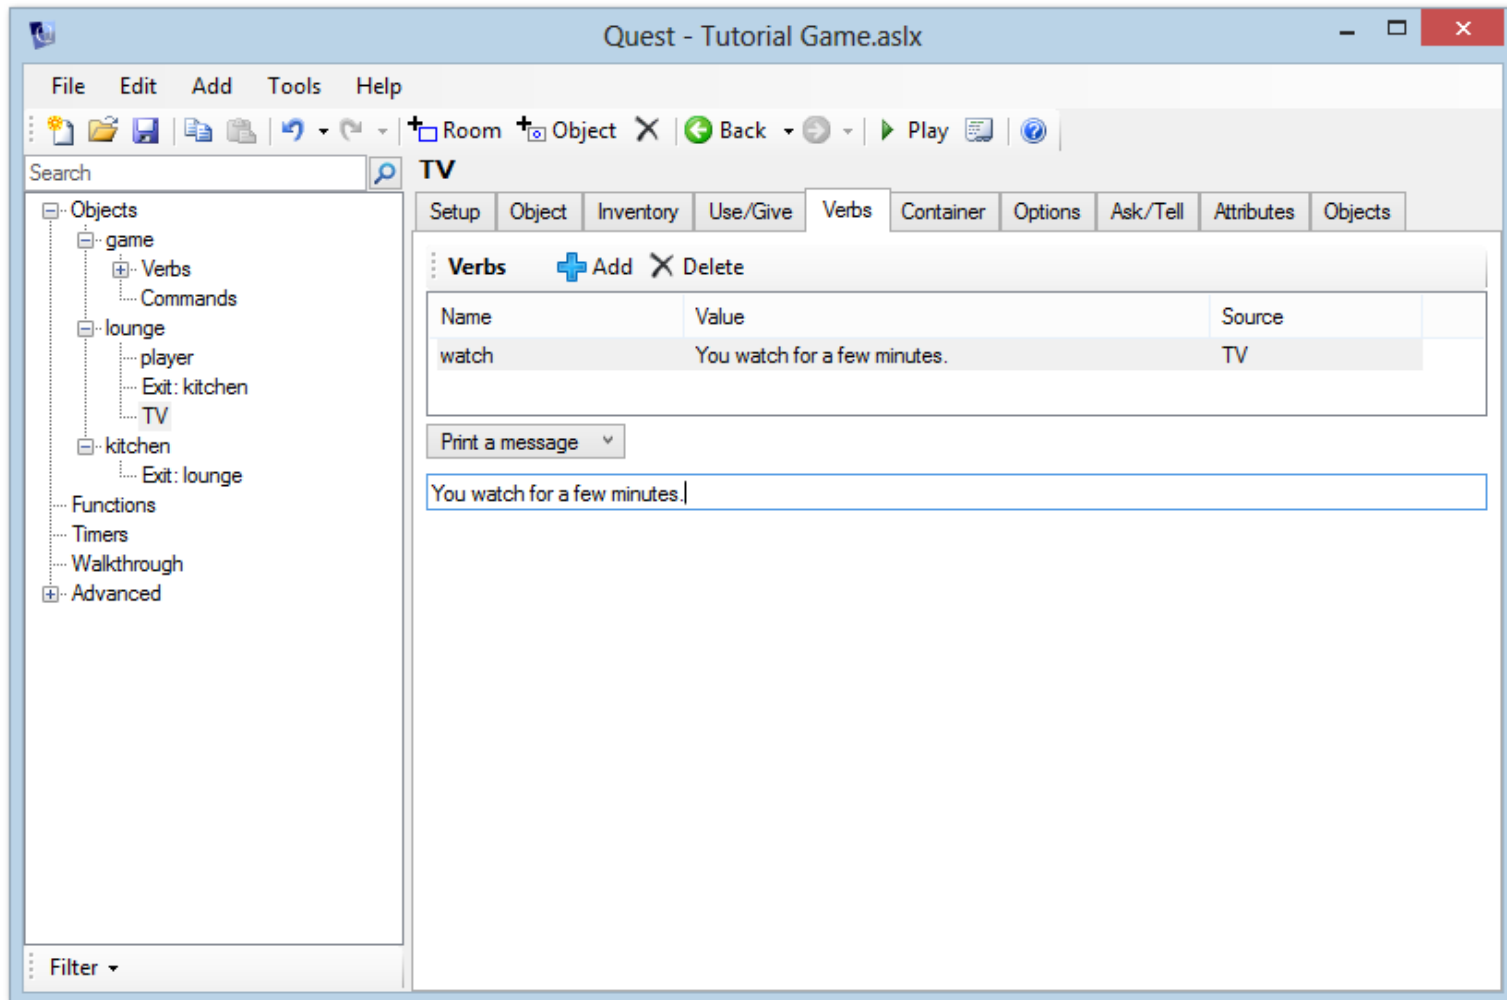 Quest - Tutorial Game.aslx
File Edit Add Tools Help
Room Object Back Play
Search
TV
Objects
game
Verbs
Commands
lounge
player
Exit: kitchen
TV
kitchen
Exit: lounge
Functions
Timers
Walkthrough
Advanced
Filter
Setup Object Inventory Use/Give Verbs Container Options Ask/Tell Attributes Objects
Verbs Add Delete
Name Value Source
watch You watch for a few minutes. TV
Print a message
You watch for a few minutes.